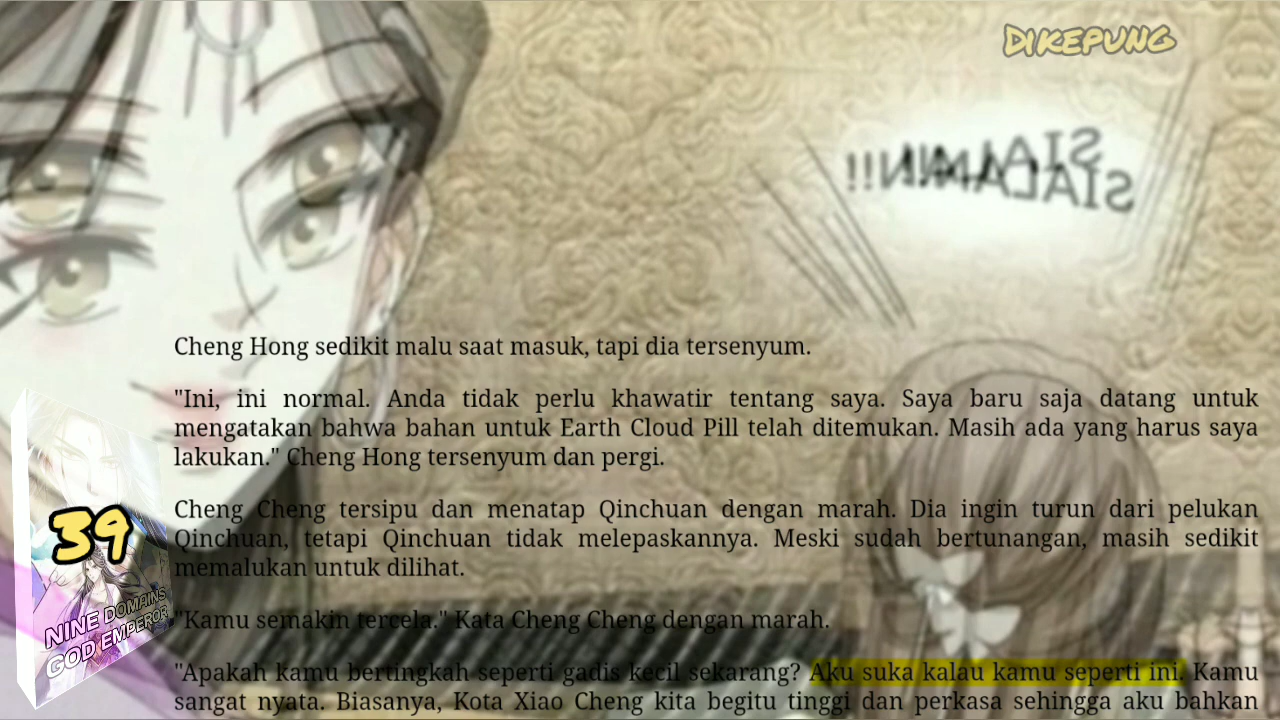 DIKEPUNG
SIALAN!!!
SIALAN!!!
Cheng Hong sedikit malu saat masuk, tapi dia tersenyum.
"Ini, ini normal. Anda tidak perlu khawatir tentang saya. Saya baru saja datang untuk
mengatakan bahwa bahan untuk Earth Cloud Pill telah ditemukan. Masih ada yang harus saya
lakukan." Cheng Hong tersenyum dan pergi.
Cheng Cheng tersipu dan menatap Qinchuan dengan marah. Dia ingin turun dari pelukan
Qinchuan, tetapi Qinchuan tidak melepaskannya. Meski sudah bertunangan, masih sedikit
memalukan untuk dilihat.
"Kamu semakin tercela." Kata Cheng Cheng dengan marah.
"Apakah kamu bertingkah seperti gadis kecil sekarang? Aku suka kalau kamu seperti ini. Kamu
sangat nyata. Biasanya, Kota Xiao Cheng kita begitu tinggi dan perkasa sehingga aku bahkan
39
NINE DOMAINS
GOD EMPEROR